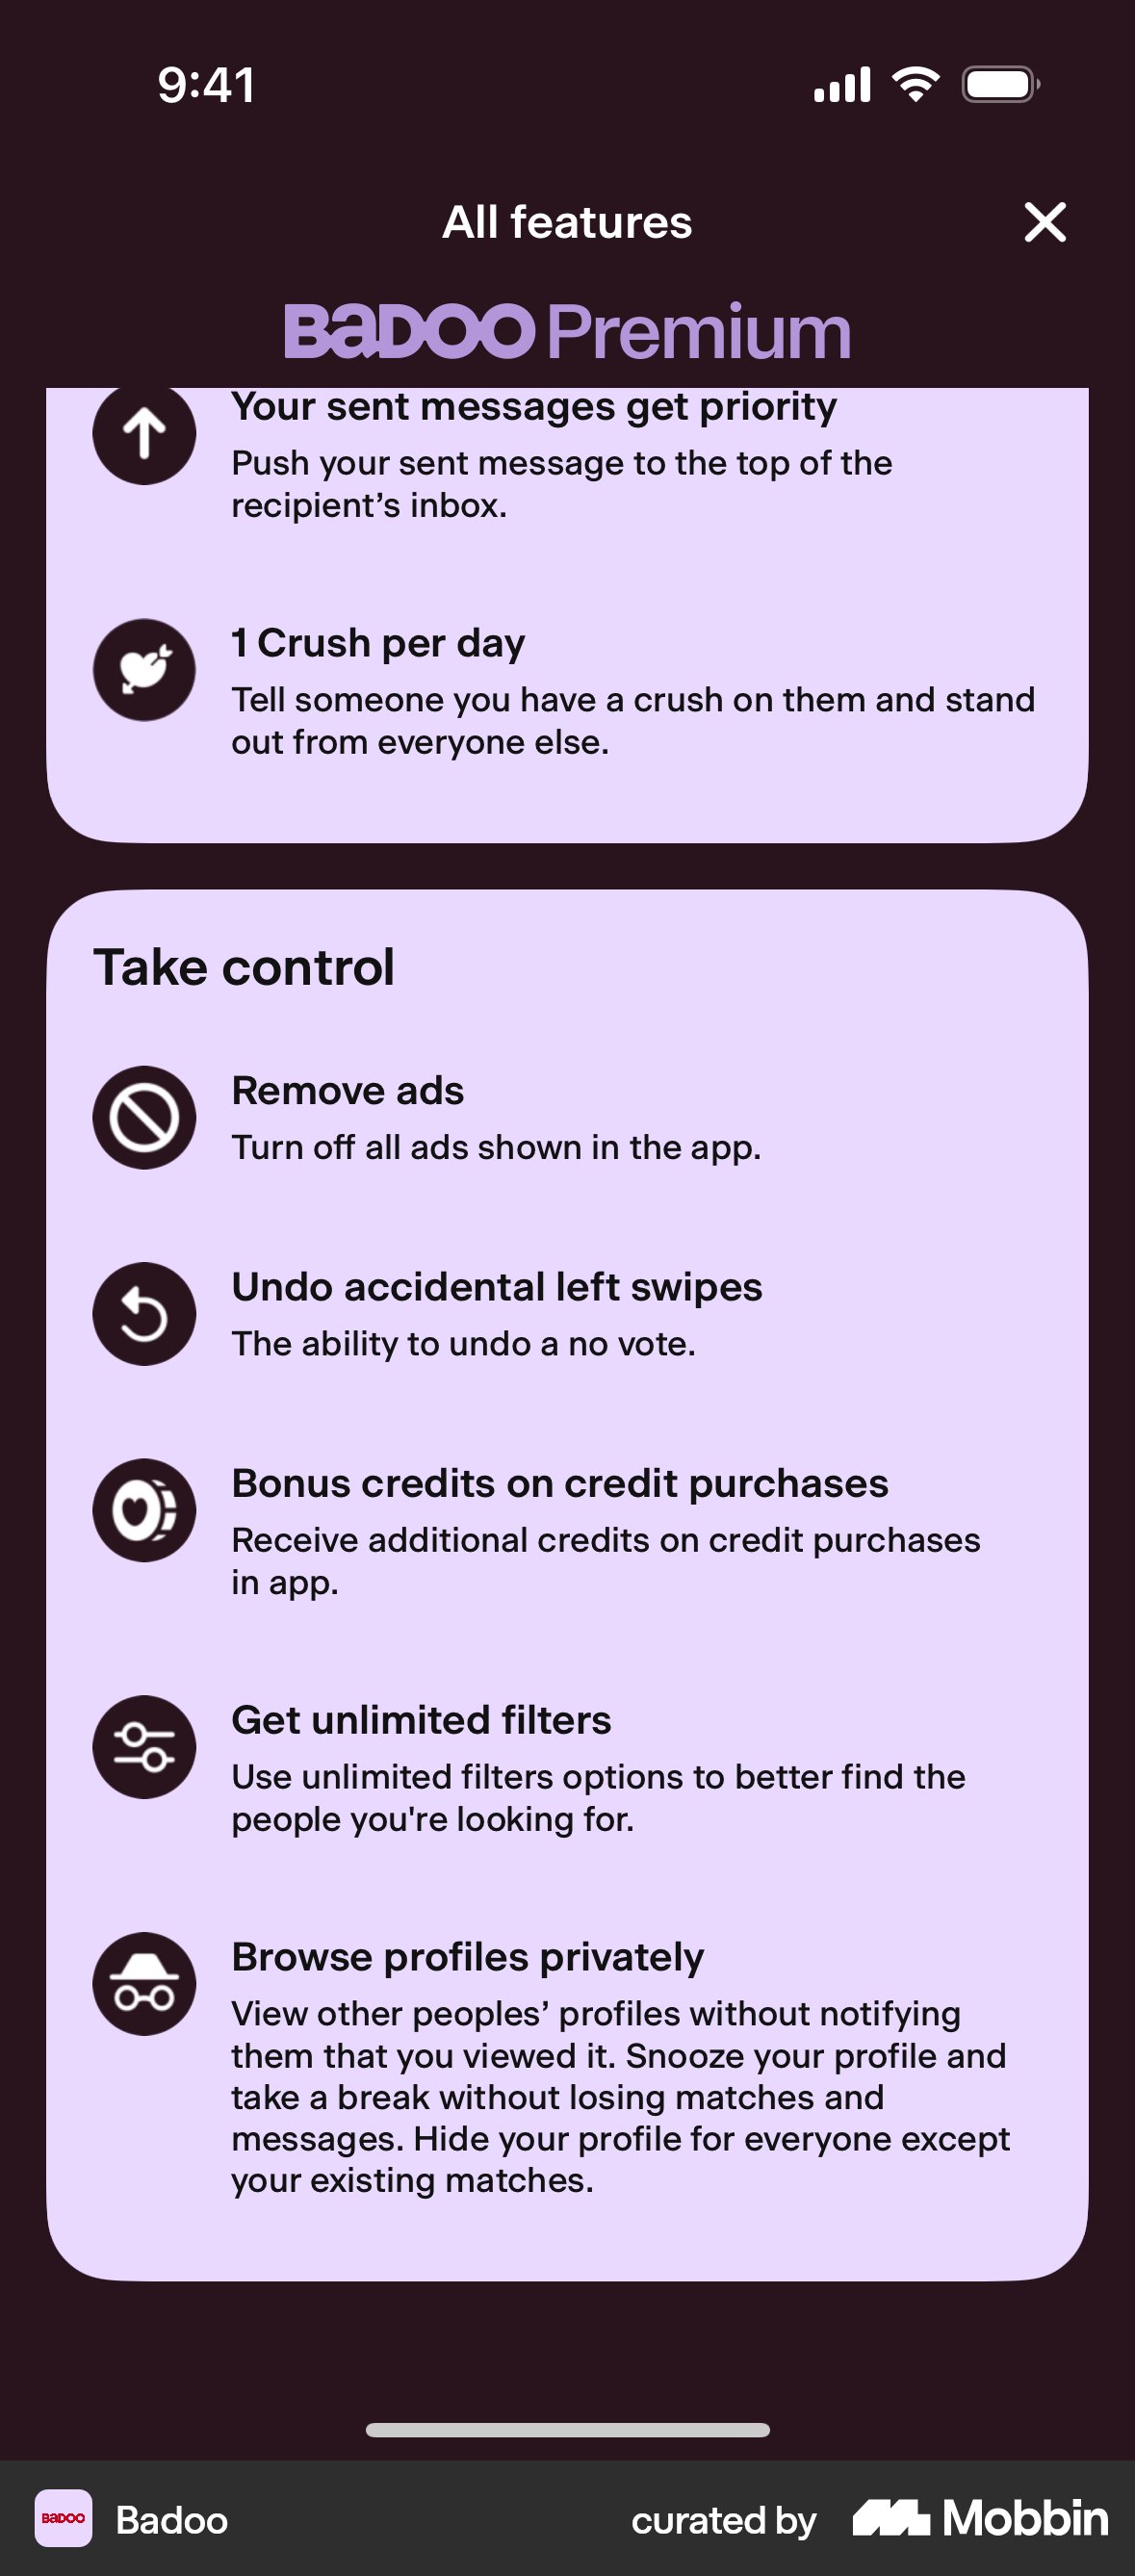 9:41
All features
Badoo Premium
Your sent messages get priority
Push your sent message to the top of the
recipient’s inbox.
1 Crush per day
Tell someone you have a crush on them and stand
out from everyone else.
Take control
Remove ads
Turn off all ads shown in the app.
Undo accidental left swipes
The ability to undo a no vote.
Bonus credits on credit purchases
Receive additional credits on credit purchases
in app.
Get unlimited filters
Use unlimited filters options to better find the
people you're looking for.
Browse profiles privately
View other peoples’ profiles without notifying
them that you viewed it. Snooze your profile and
take a break without losing matches and
messages. Hide your profile for everyone except
your existing matches.
Badoo Badoo
curated by Mobbin